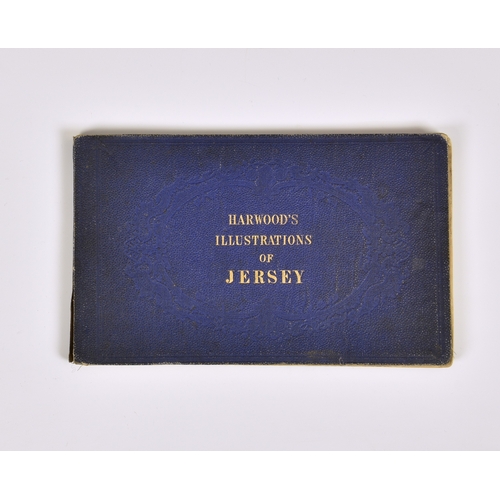 HARWOOD'S
ILLUSTRATIONS
OF
JERSEY